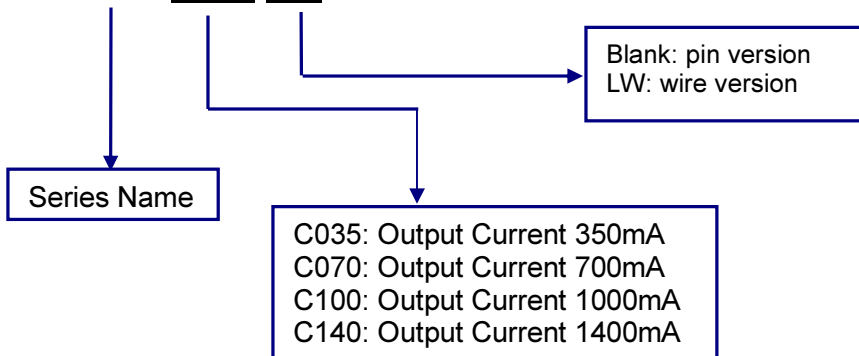 Blank: pin version
LW: wire version
Series Name
C035: Output Current 350mA
C070: Output Current 700mA
C100: Output Current 1000mA
C140: Output Current 1400mA